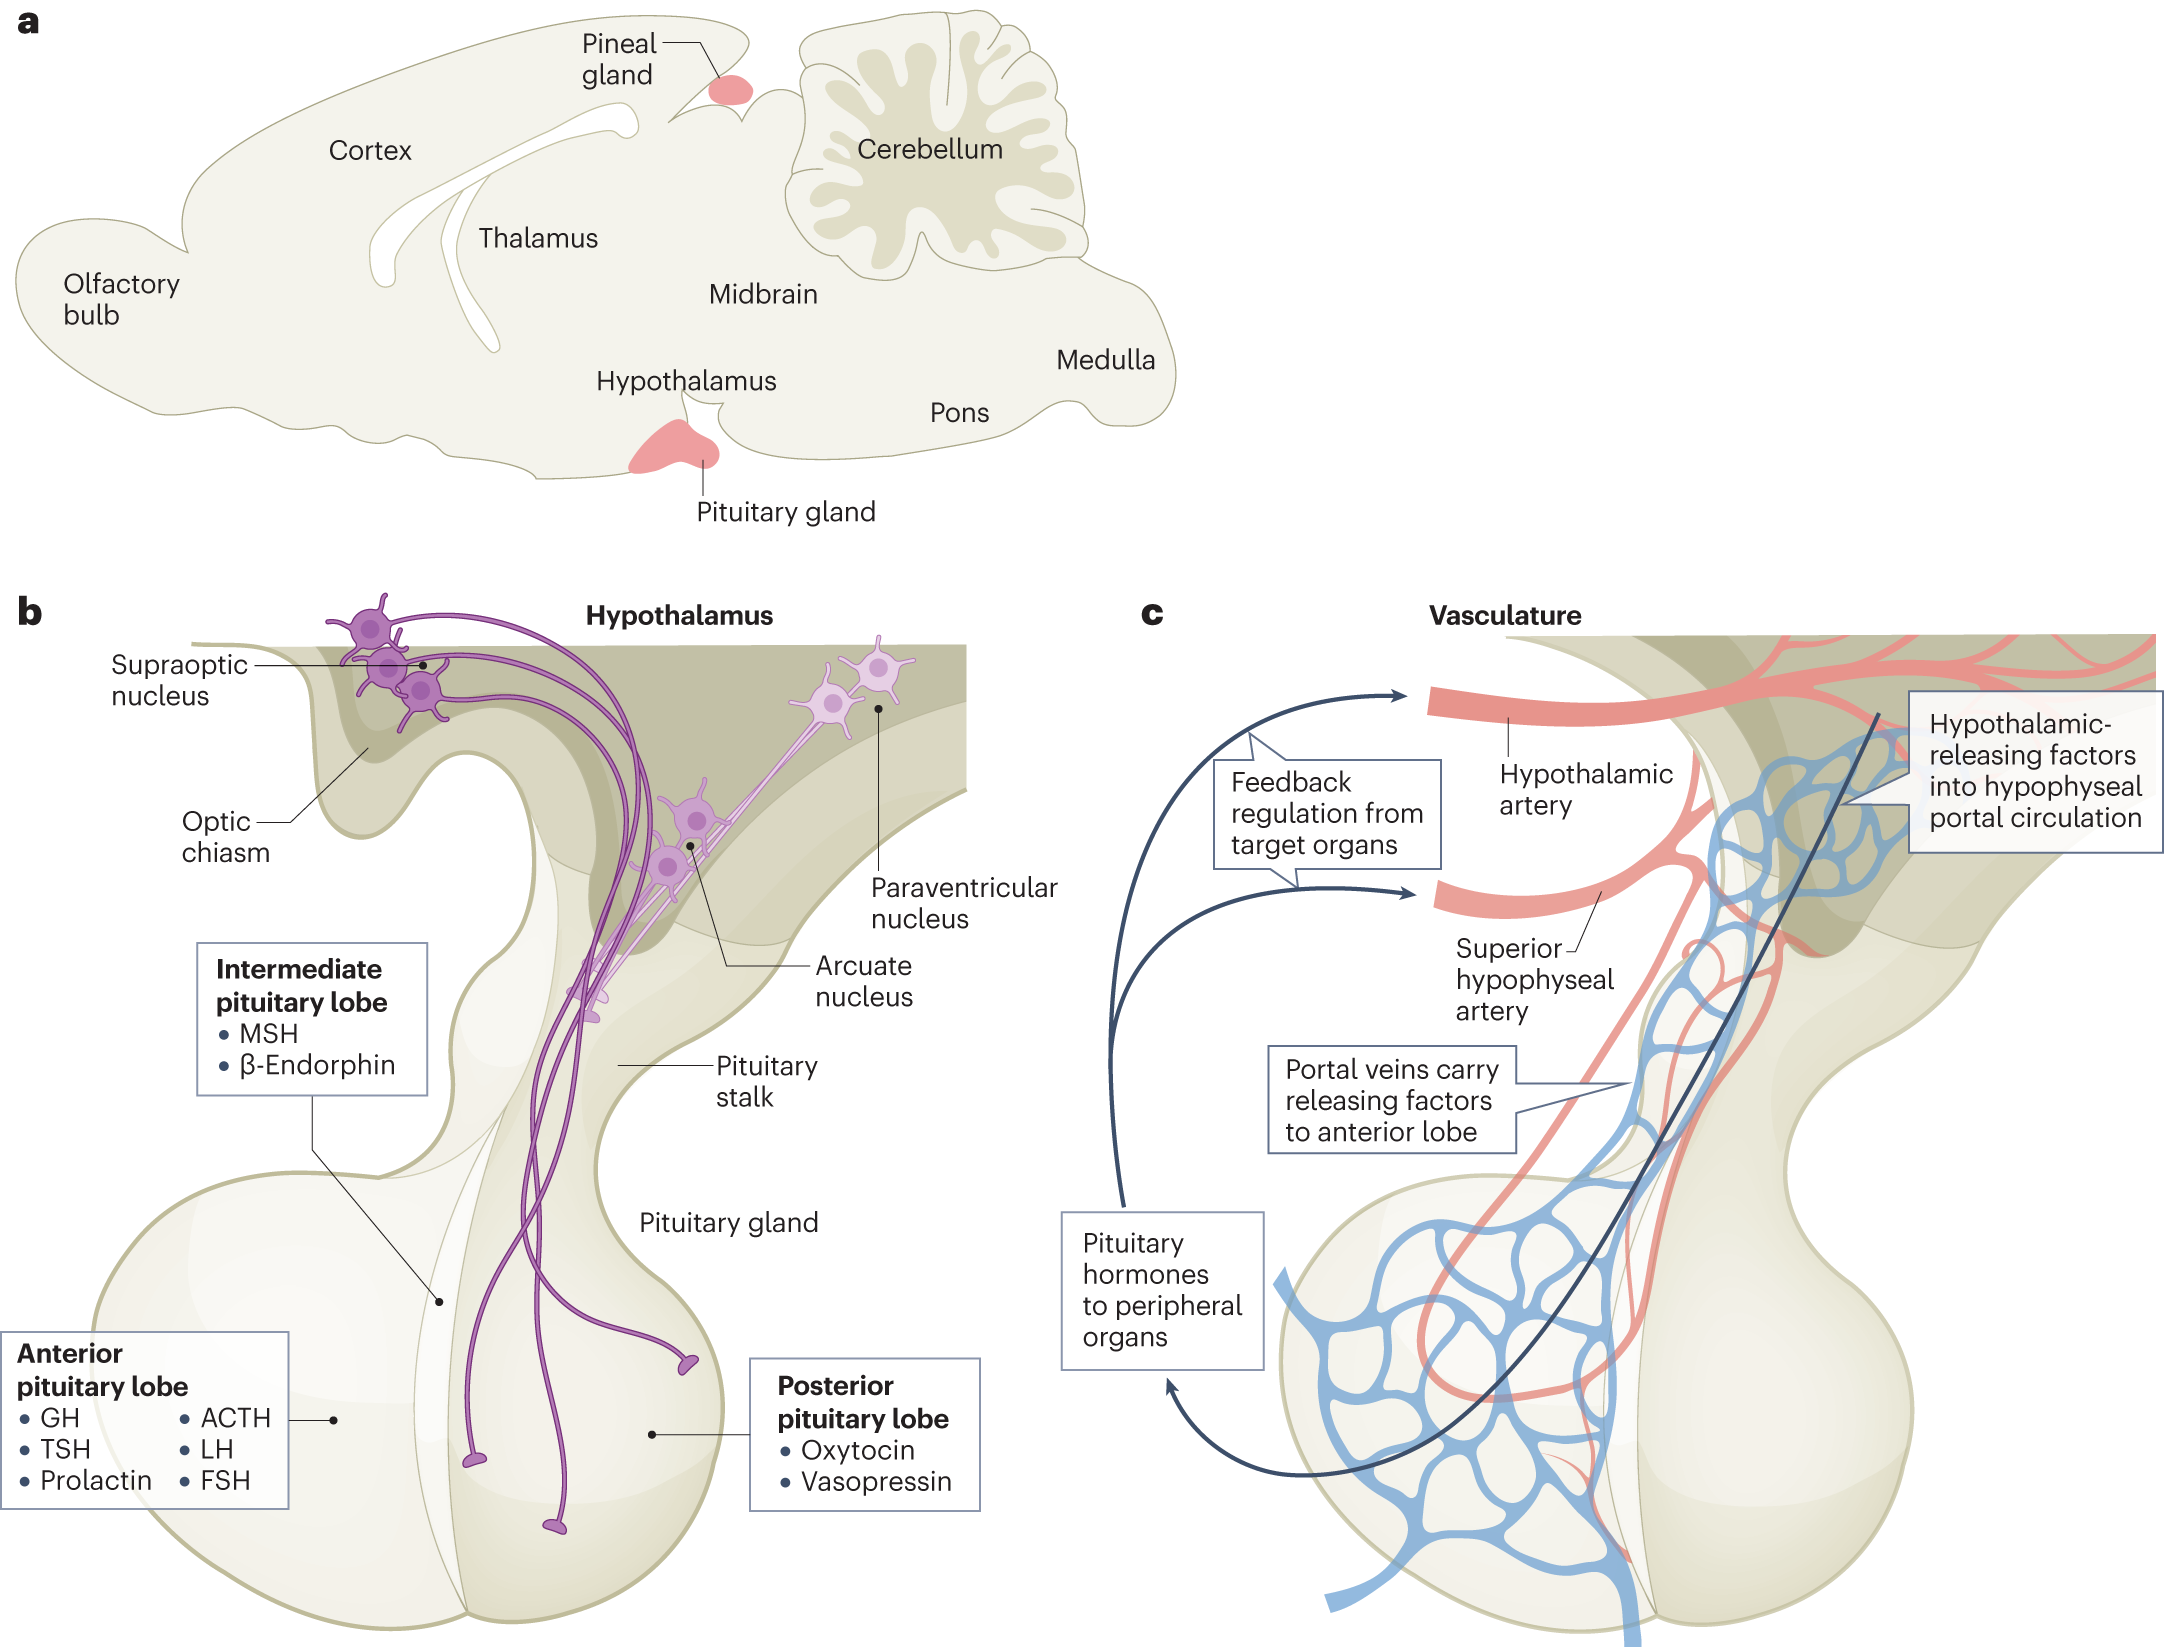 a
Pineal
gland
Cortex
Cerebellum
Thalamus
Olfactory
bulb
Midbrain
Medulla
Hypothalamus
Pons
Pituitary gland
b
Hypothalamus
Supraoptic
nucleus
Optic
chiasm
Paraventricular
nucleus
Arcuate
nucleus
Intermediate
pituitary lobe
• MSH
• β-Endorphin
Pituitary
stalk
Pituitary gland
Anterior
pituitary lobe
• GH • ACTH
• TSH • LH
• Prolactin • FSH
Posterior
pituitary lobe
• Oxytocin
• Vasopressin
c
Vasculature
Hypothalamic-
releasing factors
into hypophyseal
portal circulation
Hypothalamic
artery
Feedback
regulation from
target organs
Superior
hypophyseal
artery
Portal veins carry
releasing factors
to anterior lobe
Pituitary
hormones
to peripheral
organs